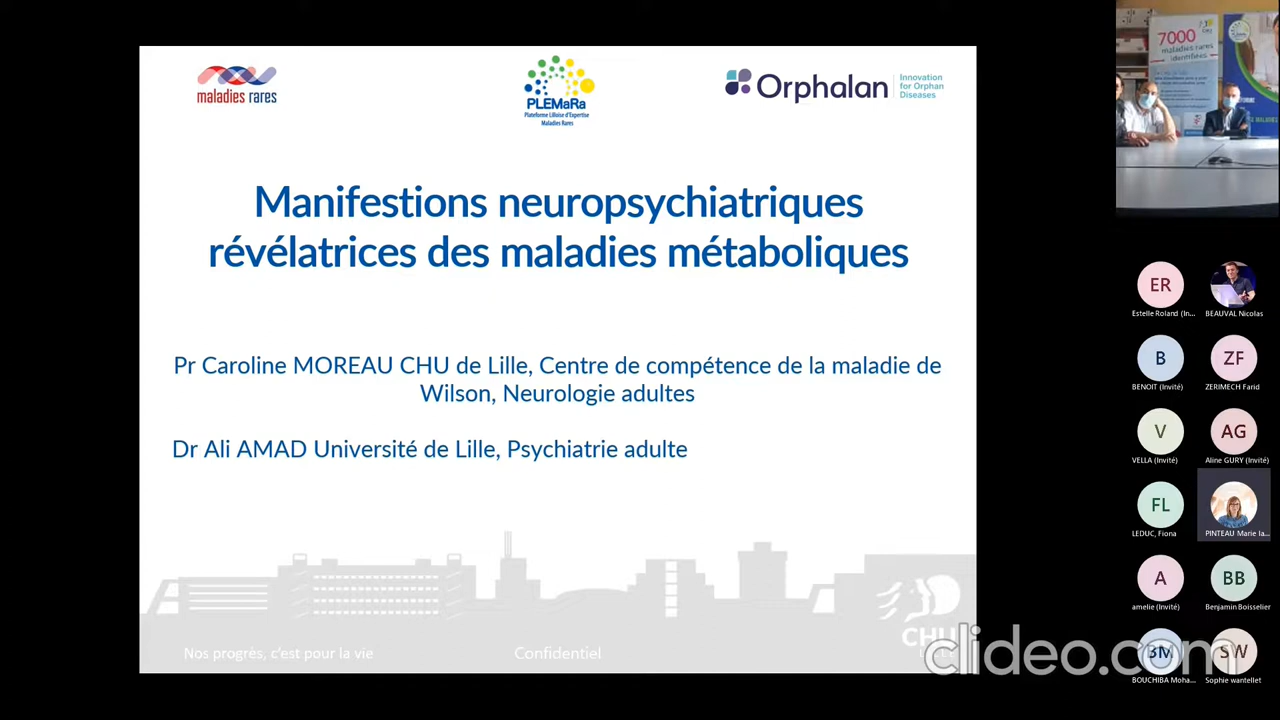 maladies rares
PLEMaRa
Plateforme Lilloise d'Expertise
Maladies Rares
Orphalan
Innovation
for Orphan
Diseases
Manifestions neuropsychiatriques
révélatrices des maladies métaboliques
Pr Caroline MOREAU CHU de Lille, Centre de compétence de la maladie de
Wilson, Neurologie adultes
Dr Ali AMAD Université de Lille, Psychiatrie adulte
Nos progrès, c'est pour la vie
Confidentiel
CHU
7000
maladies rares
identifiées
ER
Estelle Roland (In...
BEAUVAL Nicolas
B
BENOIT (Invité)
ZF
ZERIMECH Farid
V
VELLA (Invité)
AG
Aline GURY (Invité)
FL
LEDUC, Fiona
PINTEAU Marie la...
A
amelie (Invité)
BB
Benjamin Boisselier
BM
BOUCHIBA Moha...
SW
Sophie wantellet
clideo.com